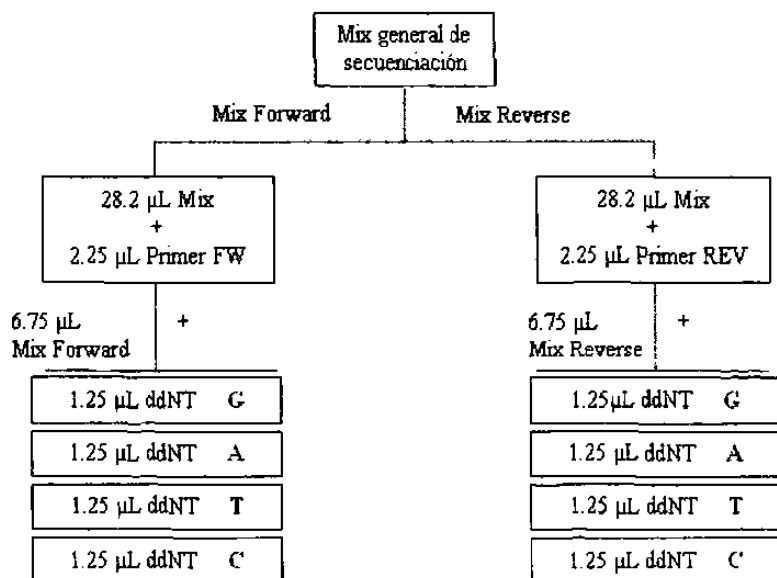 Mix general de
secuenciación
Mix Forward
Mix Reverse
28.2 µL Mix
+
2.25 µL Primer FW
28.2 µL Mix
+
2.25 µL Primer REV
6.75 µL +
Mix Forward
6.75 µL +
Mix Reverse
1.25 µL ddNT G
1.25 µL ddNT A
1.25 µL ddNT T
1.25 µL ddNT C
1.25µL ddNT G
1.25 µL ddNT A
1.25 µL ddNT T
1.25 µL ddNT C